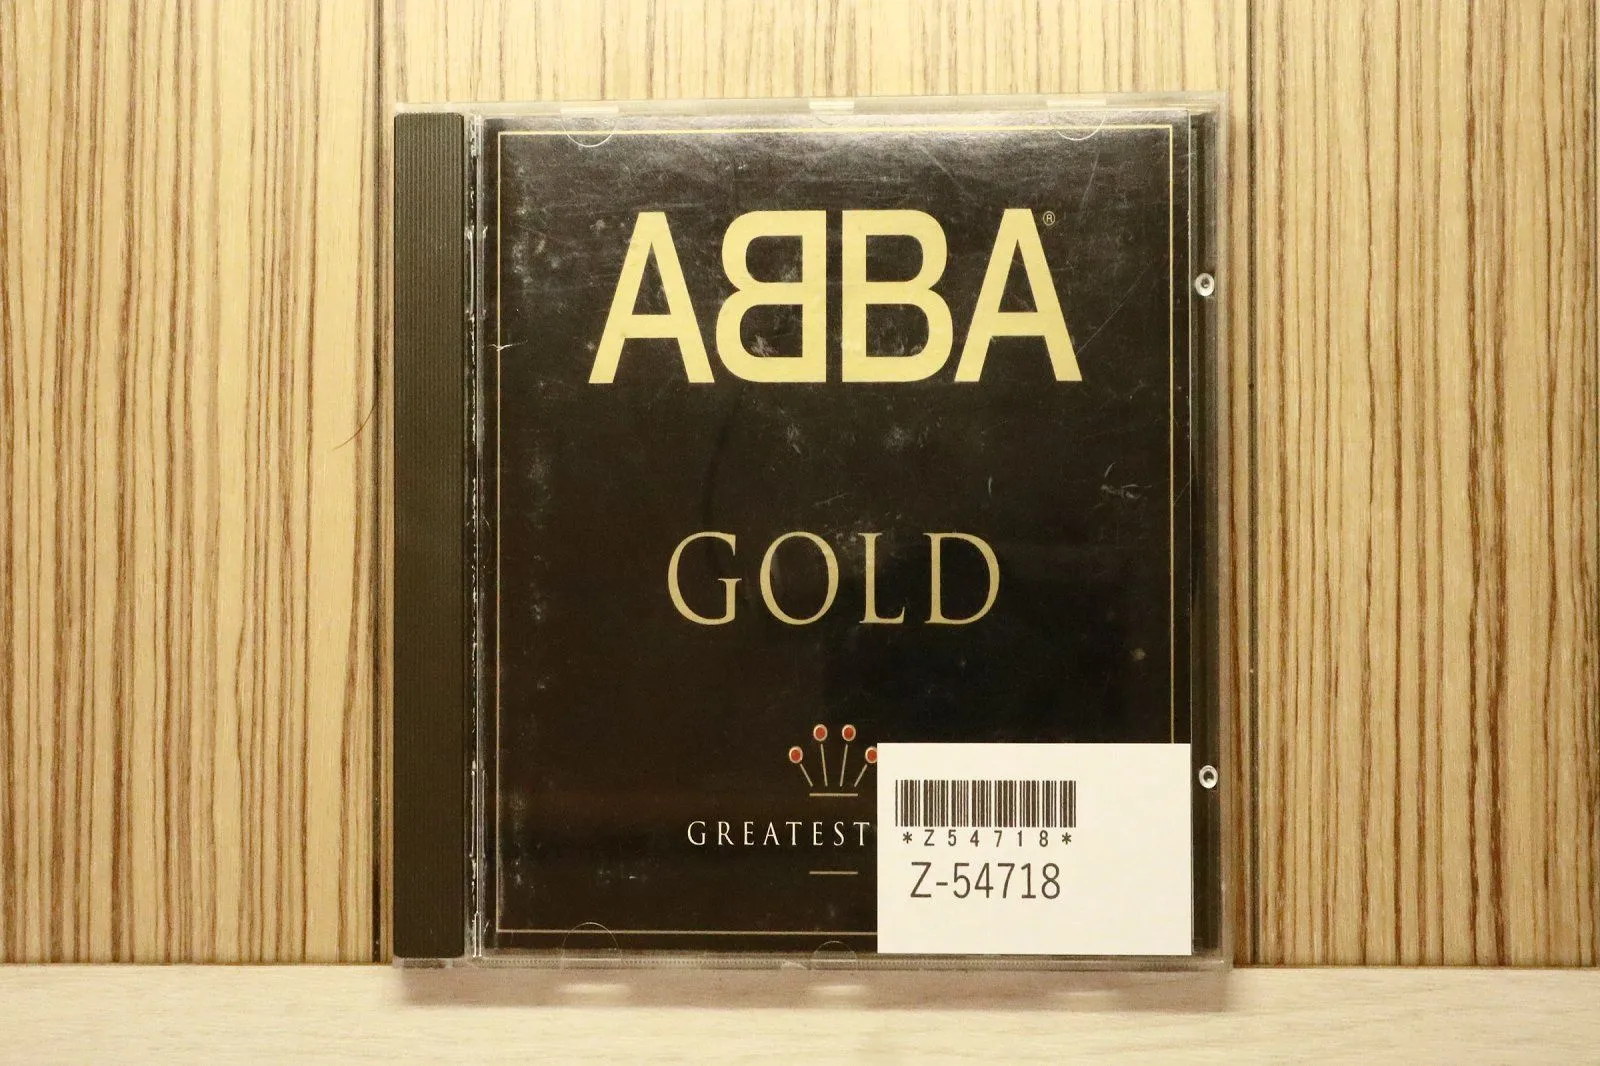 ABBA®
GOLD
GREATEST
*Z54718*
Z-54718